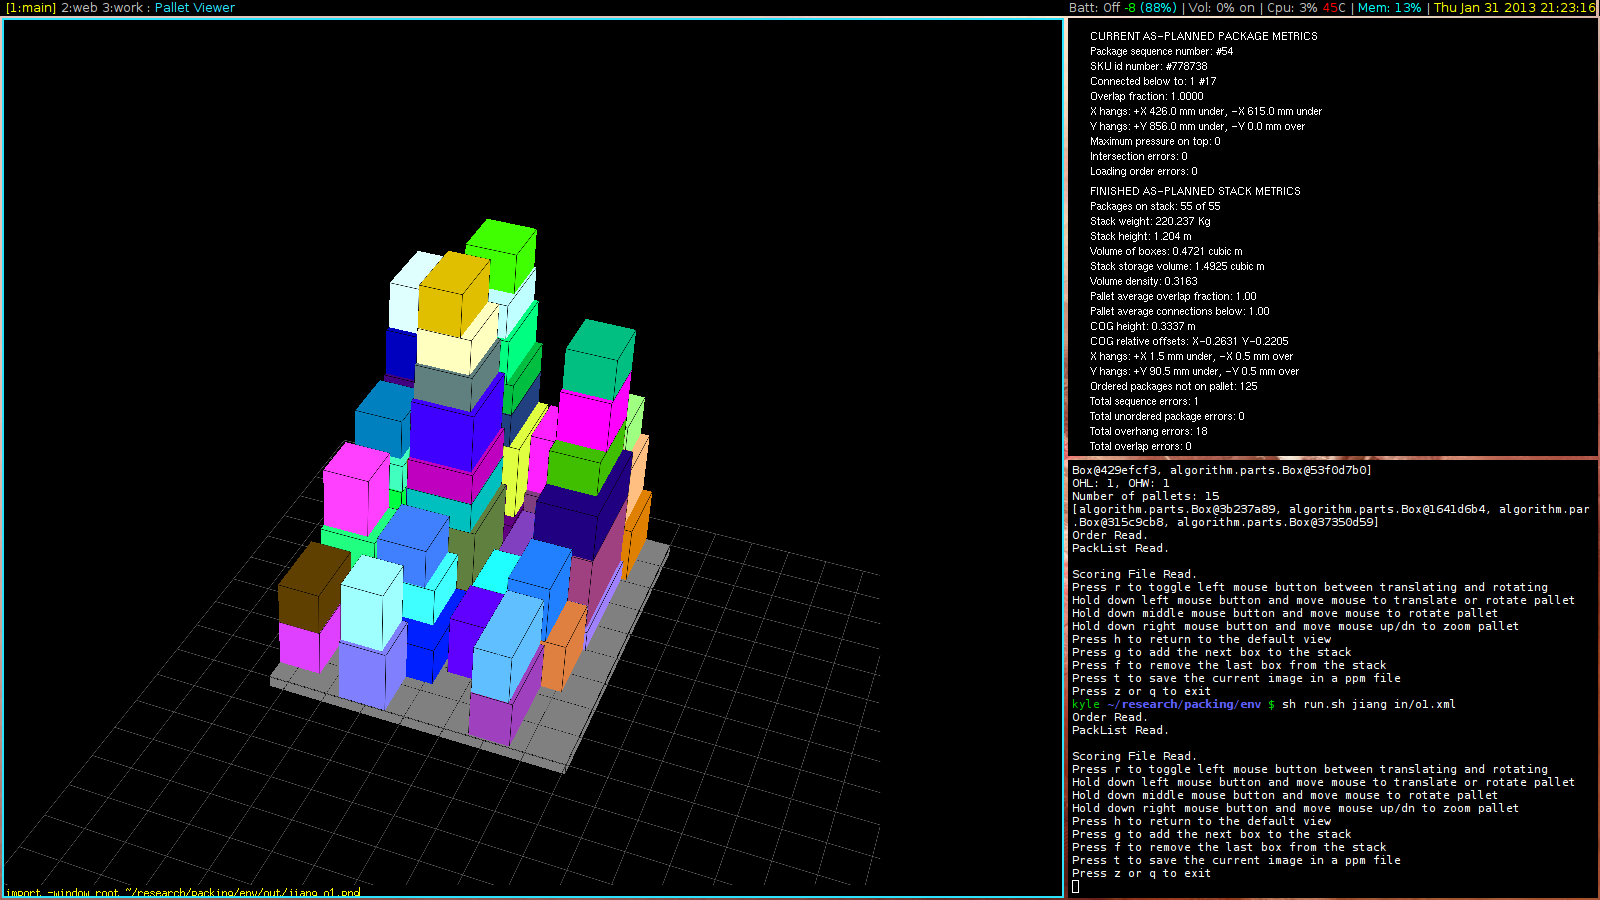 [1:main] 2:web 3:work : Pallet Viewer
Batt: Off -8 (88%) | Vol: 0% on | Cpu: 3% 45C | Mem: 13% | Thu Jan 31 2013 21:23:16
CURRENT AS-PLANNED PACKAGE METRICS
Package sequence number: #54
SKU id number: #778738
Connected below to: 1 #17
Overlap fraction: 1.0000
X hangs: +X 426.0 mm under, -X 615.0 mm under
Y hangs: +Y 856.0 mm under, -Y 0.0 mm over
Maximum pressure on top: 0
Intersection errors: 0
Loading order errors: 0
FINISHED AS-PLANNED STACK METRICS
Packages on stack: 55 of 55
Stack weight: 220.237 Kg
Stack height: 1.204 m
Volume of boxes: 0.4721 cubic m
Stack storage volume: 1.4925 cubic m
Volume density: 0.3163
Pallet average overlap fraction: 1.00
Pallet average connections below: 1.00
COG height: 0.3337 m
COG relative offsets: X-0.2631 Y-0.2205
X hangs: +X 1.5 mm under, -X 0.5 mm over
Y hangs: +Y 90.5 mm under, -Y 0.5 mm over
Ordered packages not on pallet: 125
Total sequence errors: 1
Total unordered package errors: 0
Total overhang errors: 18
Total overlap errors: 0
Box@429efcf3, algorithm.parts.Box@53f0d7b0]
OHL: 1, OHW: 1
Number of pallets: 15
[algorithm.parts.Box@3b237a89, algorithm.parts.Box@1641d6b4, algorithm.par
.Box@315c9cb8, algorithm.parts.Box@37350d59]
Order Read.
PackList Read.
Scoring File Read.
Press r to toggle left mouse button between translating and rotating
Hold down left mouse button and move mouse to translate or rotate pallet
Hold down middle mouse button and move mouse to rotate pallet
Hold down right mouse button and move mouse up/dn to zoom pallet
Press h to return to the default view
Press g to add the next box to the stack
Press f to remove the last box from the stack
Press t to save the current image in a ppm file
Press z or q to exit
kyle ~/research/packing/env $ sh run.sh jiang in/o1.xml
Order Read.
PackList Read.
Scoring File Read.
Press r to toggle left mouse button between translating and rotating
Hold down left mouse button and move mouse to translate or rotate pallet
Hold down middle mouse button and move mouse to rotate pallet
Hold down right mouse button and move mouse up/dn to zoom pallet
Press h to return to the default view
Press g to add the next box to the stack
Press f to remove the last box from the stack
Press t to save the current image in a ppm file
Press z or q to exit
import -window root ~/research/packing/env/out/jiang_o1.png